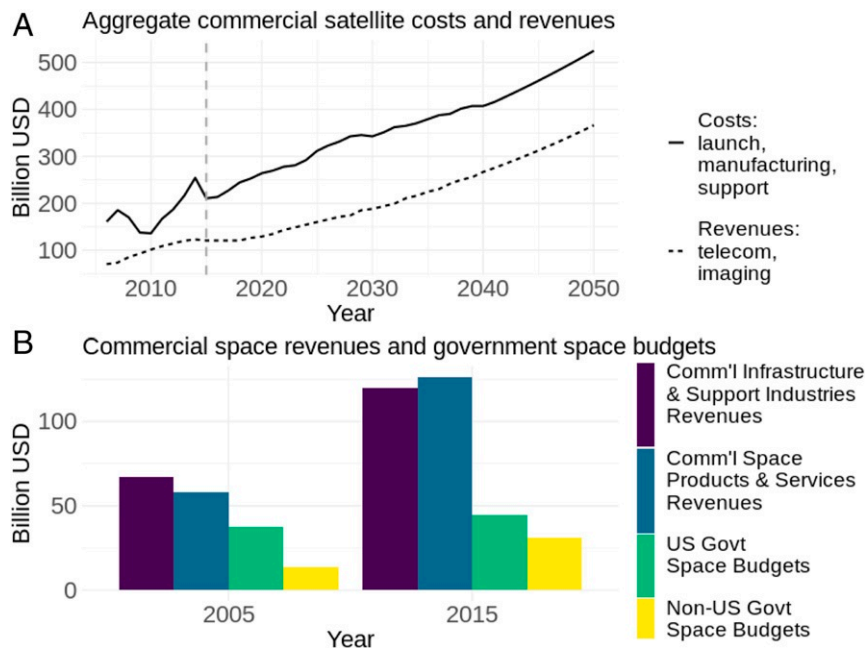 A
Aggregate commercial satellite costs and revenues
500
400
300
200
100
Billion USD
2010 2020 2030 2040 2050
Year
Costs:
launch,
manufacturing,
support
Revenues:
telecom,
imaging
B
Commercial space revenues and government space budgets
100
50
0
Billion USD
2005 2015
Year
Comm'l Infrastructure
& Support Industries
Revenues
Comm'l Space
Products & Services
Revenues
US Govt
Space Budgets
Non-US Govt
Space Budgets